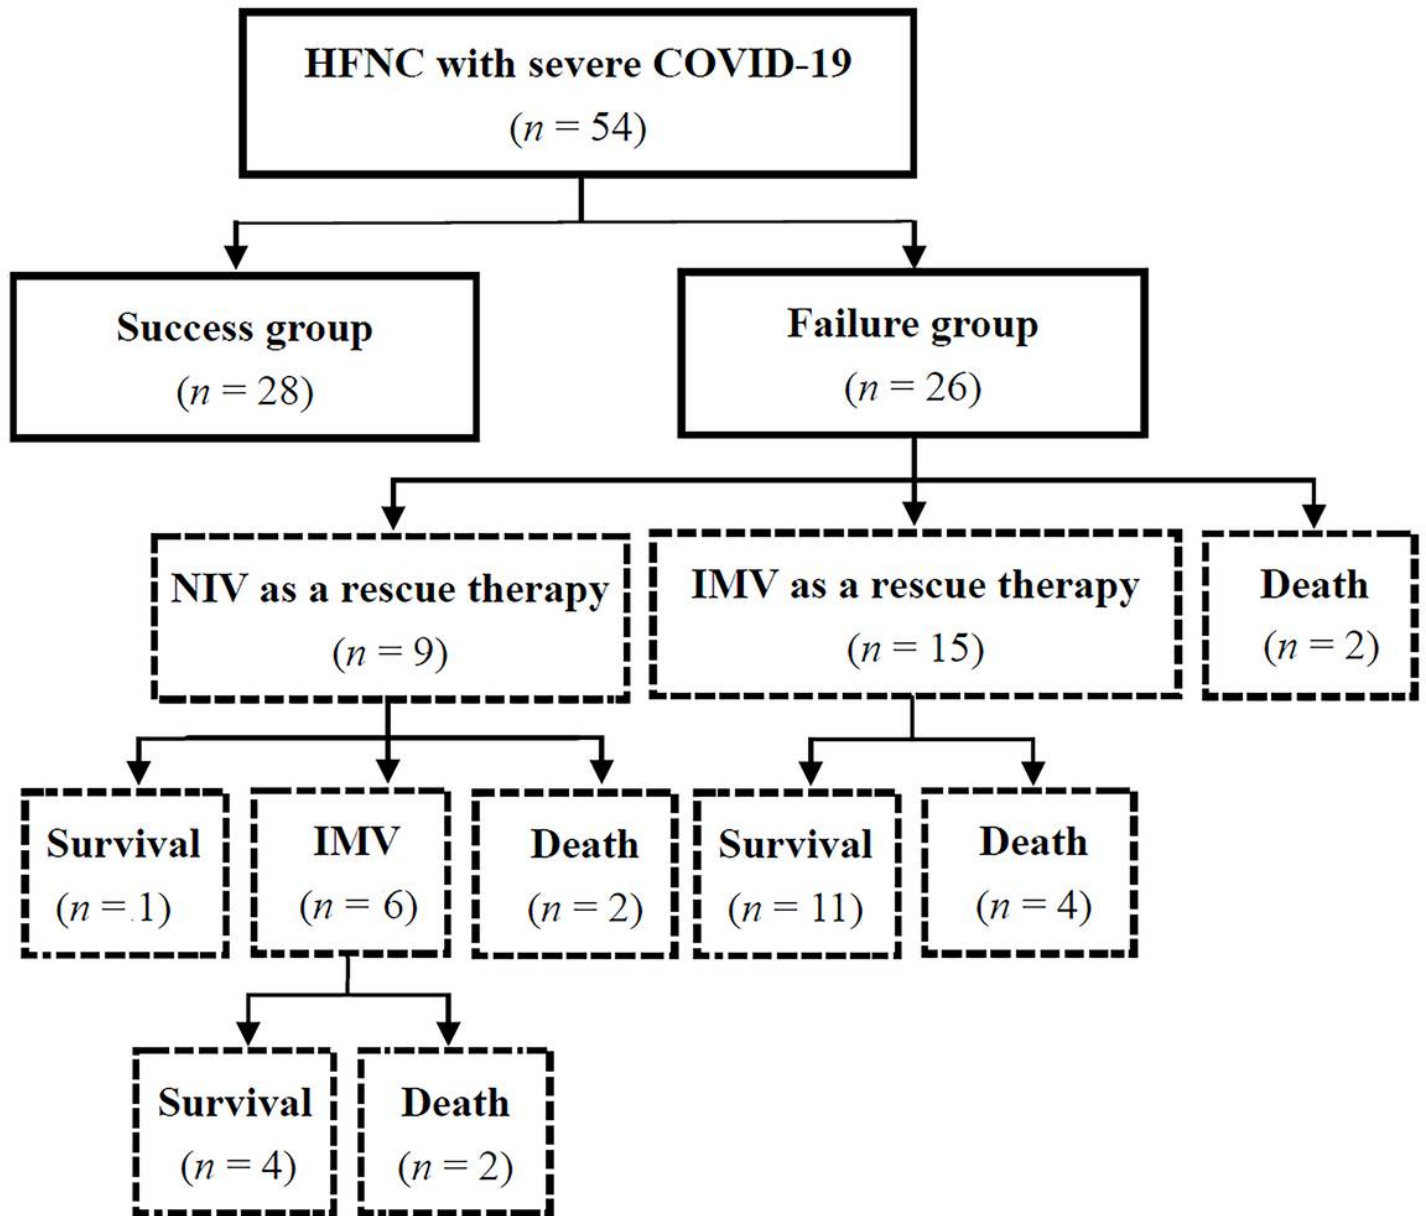 HFNC with severe COVID-19
(n = 54)
Success group
(n = 28)
Failure group
(n = 26)
NIV as a rescue therapy
(n = 9)
IMV as a rescue therapy
(n = 15)
Death
(n = 2)
Survival
(n = 1)
IMV
(n = 6)
Death
(n = 2)
Survival
(n = 11)
Death
(n = 4)
Survival
(n = 4)
Death
(n = 2)